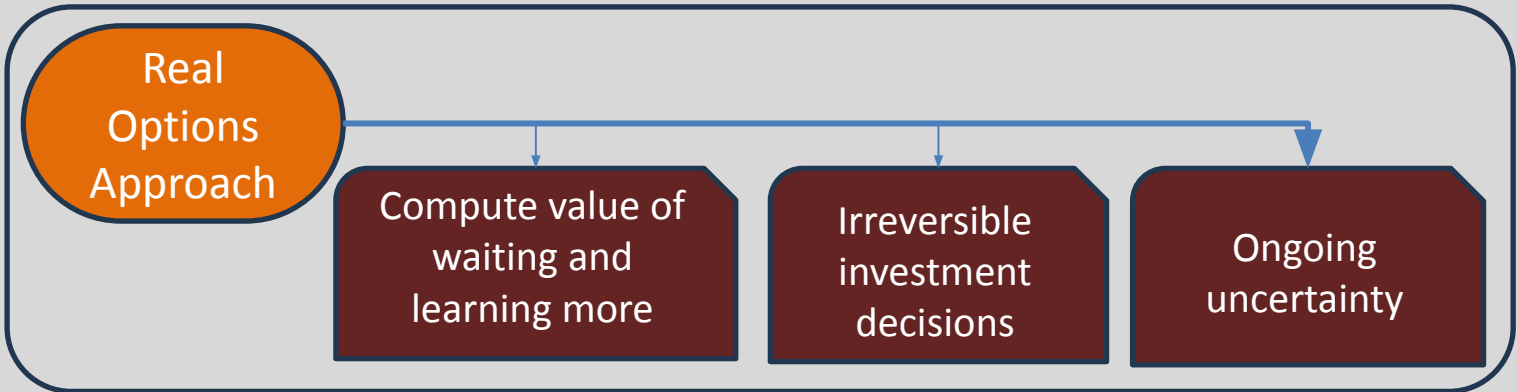 Real
Options
Approach
Compute value of
waiting and
learning more
Irreversible
investment
decisions
Ongoing
uncertainty